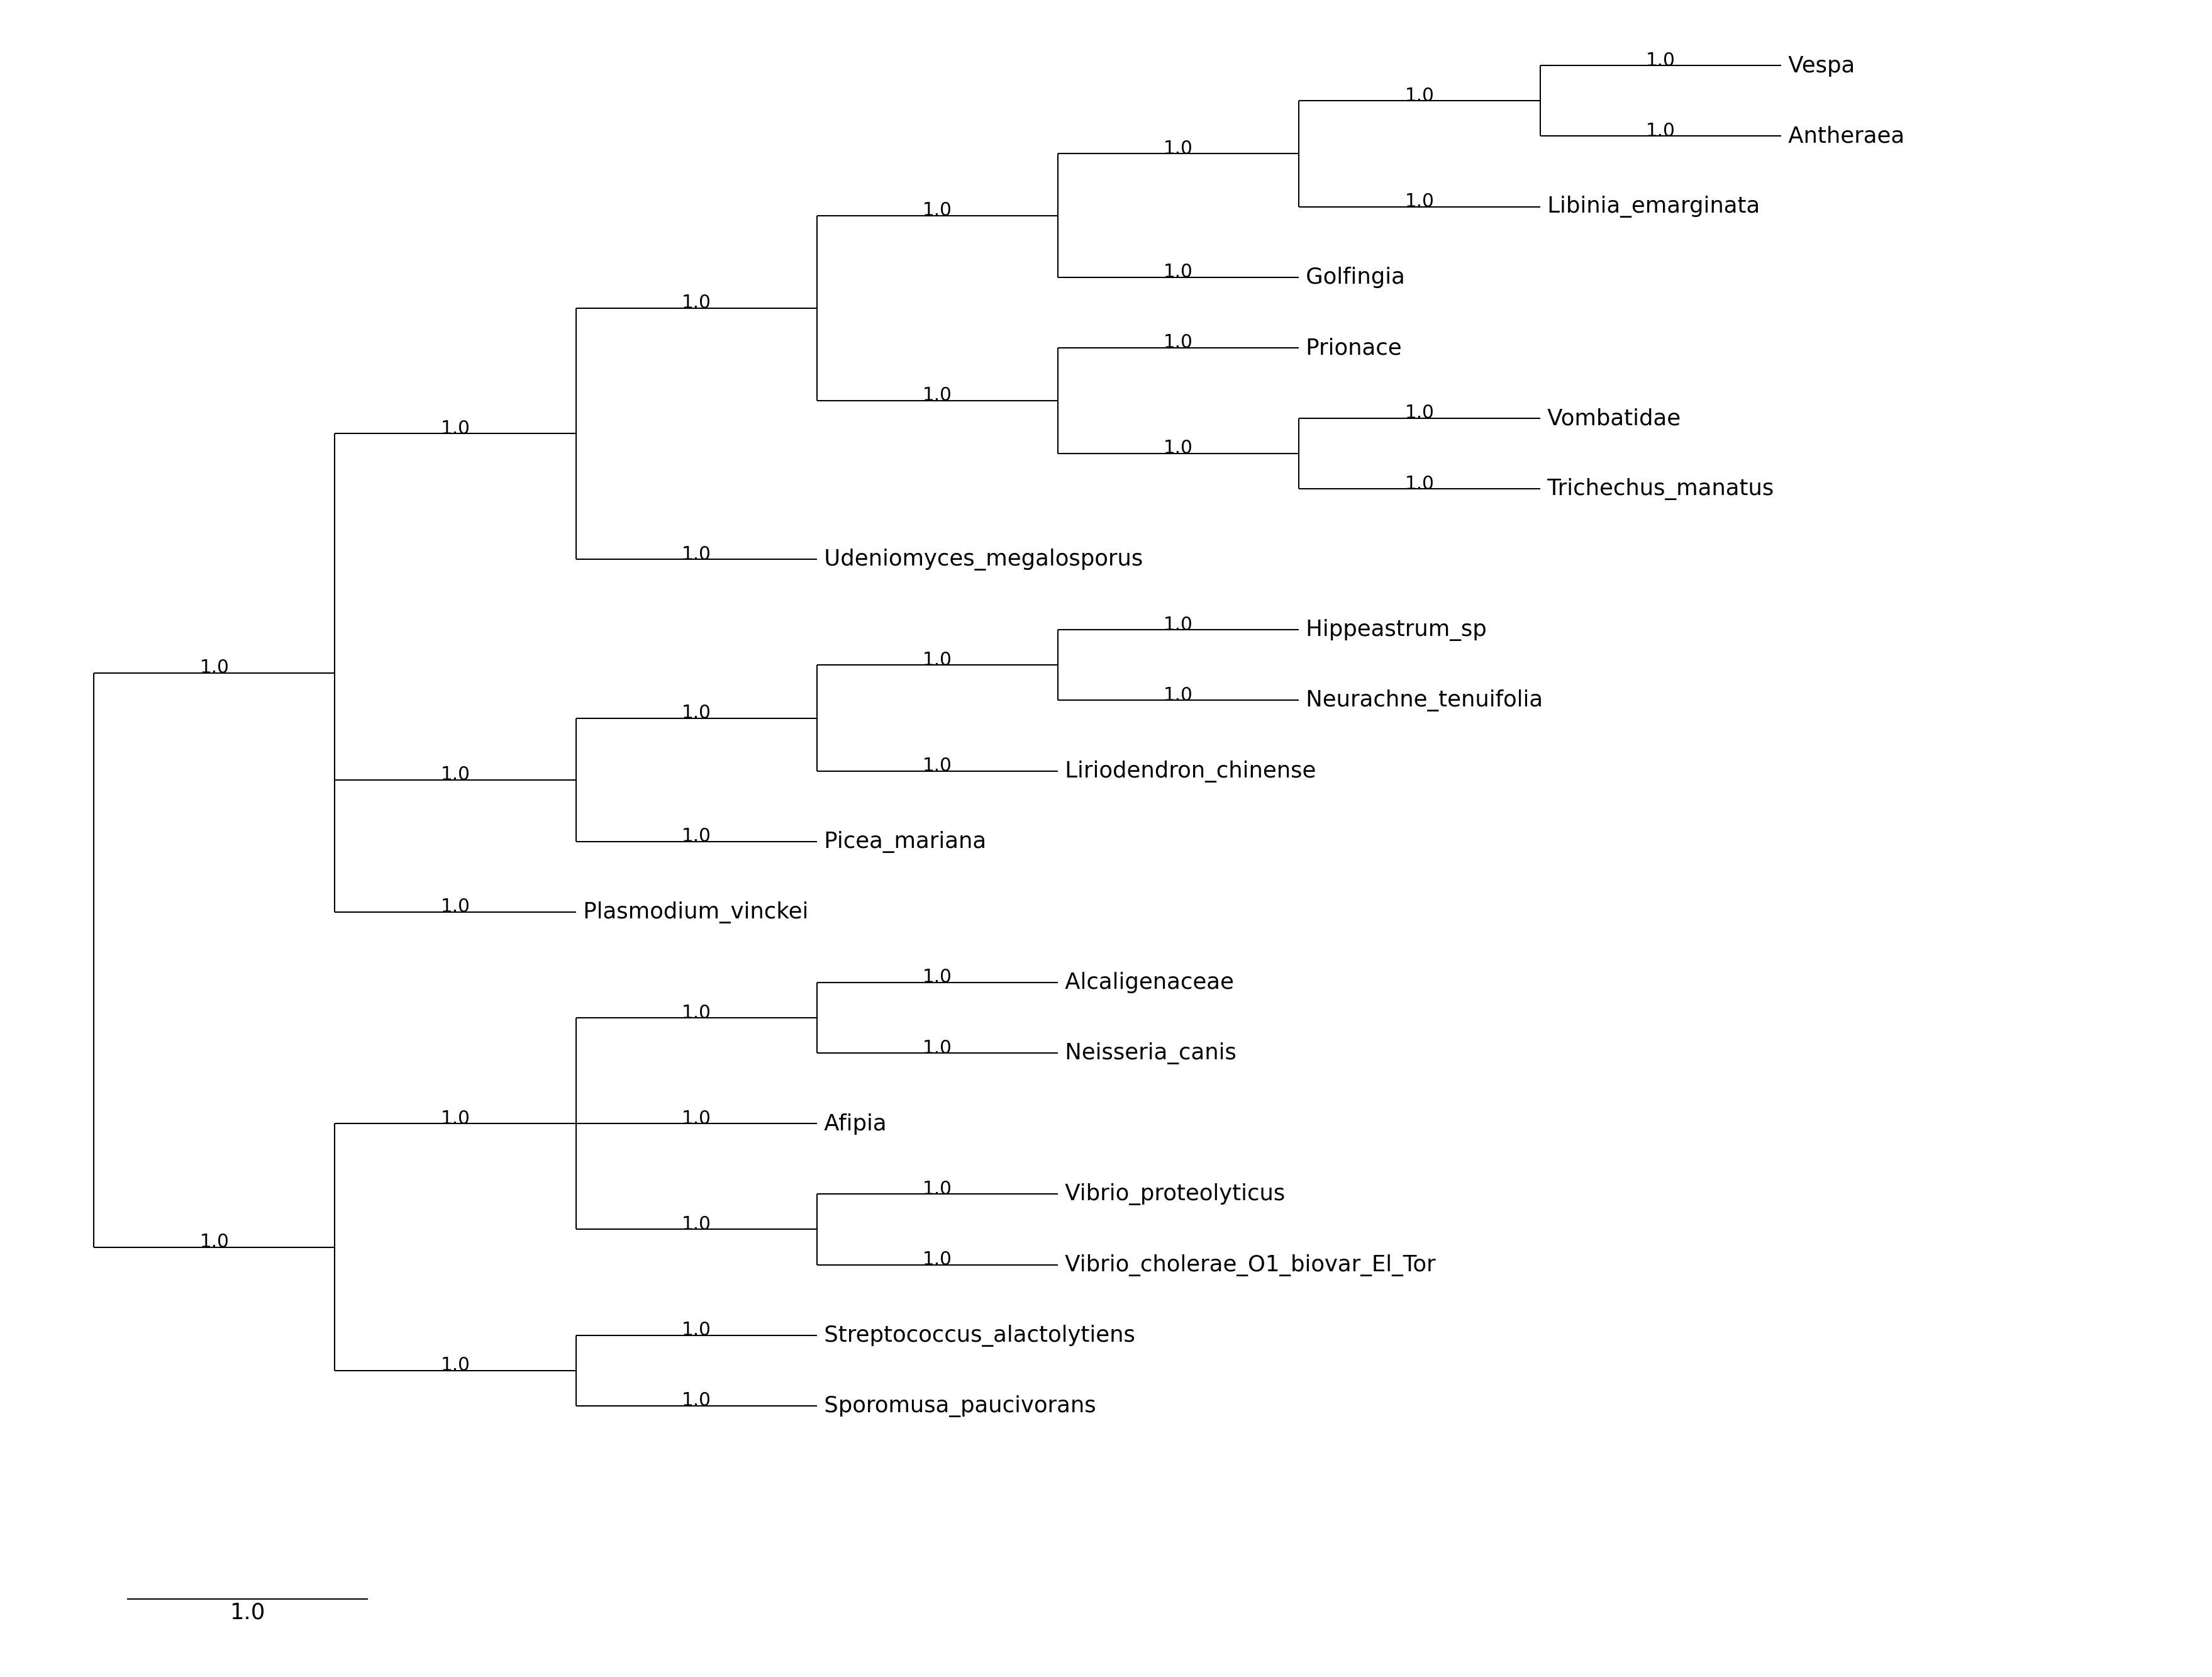 1.0 Vespa
1.0
1.0 Antheraea
1.0
1.0 Libinia_emarginata
1.0
1.0 Golfingia
1.0
1.0 Prionace
1.0
1.0 Vombatidae
1.0
1.0
1.0 Trichechus_manatus
1.0 Udeniomyces_megalosporus
1.0 Hippeastrum_sp
1.0
1.0
1.0 Neurachne_tenuifolia
1.0
1.0 Liriodendron_chinense
1.0
1.0 Picea_mariana
1.0 Plasmodium_vinckei
1.0 Alcaligenaceae
1.0
1.0 Neisseria_canis
1.0 1.0 Afipia
1.0 Vibrio_proteolyticus
1.0
1.0
1.0 Vibrio_cholerae_O1_biovar_El_Tor
1.0 Streptococcus_alactolytiens
1.0
1.0 Sporomusa_paucivorans
1.0